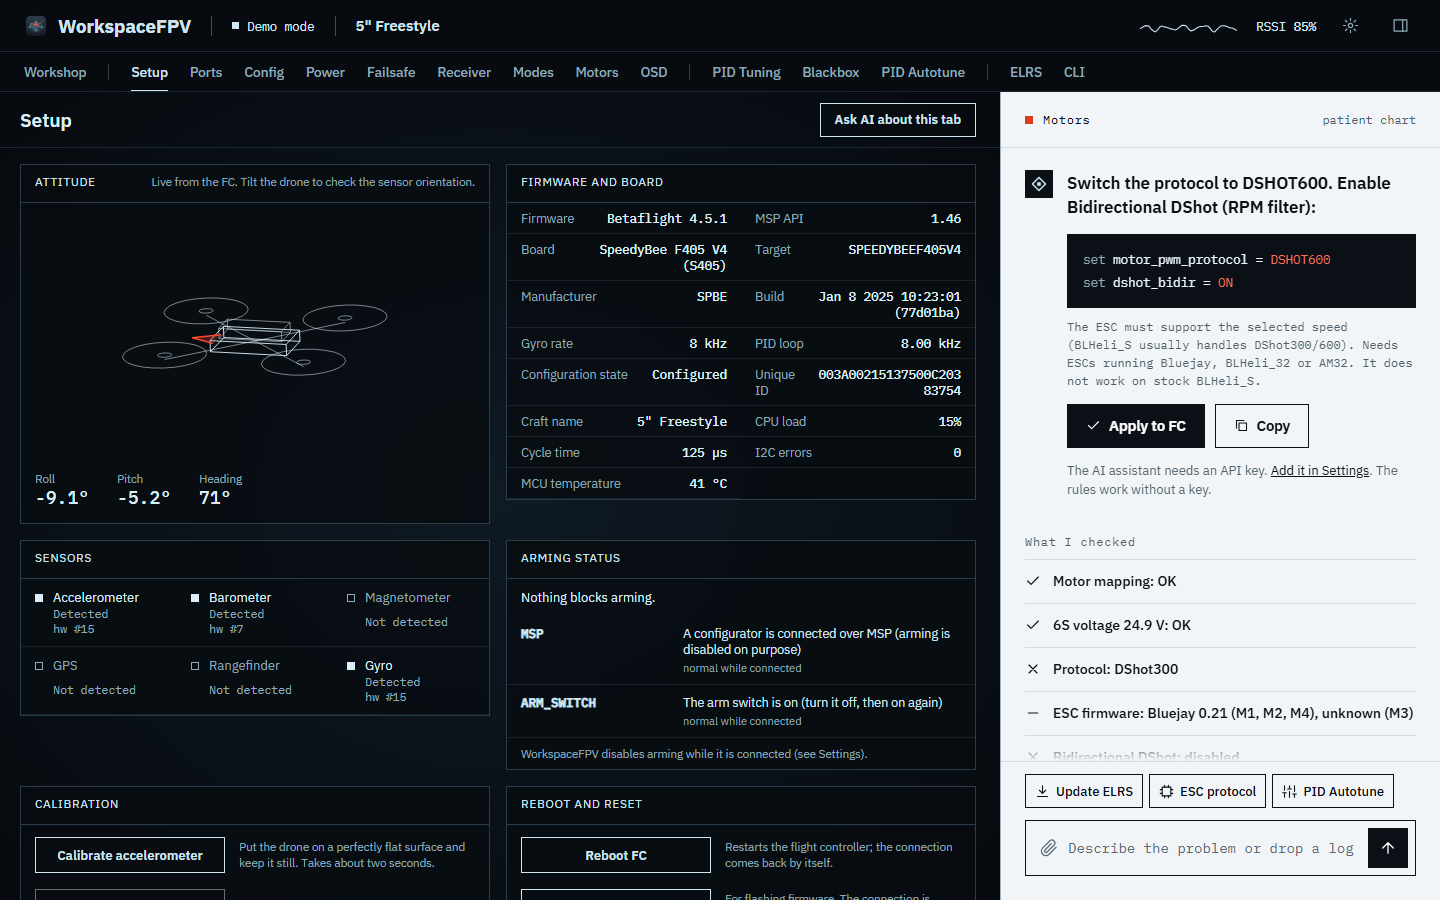 WorkspaceFPV
Demo mode
5" Freestyle
RSSI 85%
Workshop Setup Ports Config Power Failsafe Receiver Modes Motors OSD PID Tuning Blackbox PID Autotune ELRS CLI
Setup
Ask AI about this tab
ATTITUDE
Live from the FC. Tilt the drone to check the sensor orientation.
Roll Pitch Heading
-9.1° -5.2° 71°
FIRMWARE AND BOARD
Firmware Betaflight 4.5.1 MSP API 1.46
Board SpeedyBee F405 V4 Target SPEEDYBEEF405V4
(S405)
Manufacturer SPBE Build Jan 8 2025 10:23:01
(77d01ba)
Gyro rate 8 kHz PID loop 8.00 kHz
Configuration state Configured Unique 003A00215137500C203
ID 83754
Craft name 5" Freestyle CPU load 15%
Cycle time 125 µs I2C errors 0
MCU temperature 41 °C
SENSORS
Accelerometer Barometer Magnetometer
Detected Detected Not detected
hw #15 hw #7
GPS Rangefinder Gyro
Not detected Not detected Detected
hw #15
ARMING STATUS
Nothing blocks arming.
MSP A configurator is connected over MSP (arming is
disabled on purpose)
normal while connected
ARM_SWITCH The arm switch is on (turn it off, then on again)
normal while connected
WorkspaceFPV disables arming while it is connected (see Settings).
CALIBRATION
Calibrate accelerometer
Put the drone on a perfectly flat surface and
keep it still. Takes about two seconds.
REBOOT AND RESET
Reboot FC
Restarts the flight controller; the connection
comes back by itself.
For flashing firmware. The connection is
Motors patient chart
Switch the protocol to DSHOT600. Enable
Bidirectional DShot (RPM filter):
set motor_pwm_protocol = DSHOT600
set dshot_bidir = ON
The ESC must support the selected speed
(BLHeli_S usually handles DShot300/600). Needs
ESCs running Bluejay, BLHeli_32 or AM32. It does
not work on stock BLHeli_S.
Apply to FC Copy
The AI assistant needs an API key. Add it in Settings. The
rules work without a key.
What I checked
Motor mapping: OK
6S voltage 24.9 V: OK
Protocol: DShot300
ESC firmware: Bluejay 0.21 (M1, M2, M4), unknown (M3)
Bidirectional DShot: disabled
Update ELRS ESC protocol PID Autotune
Describe the problem or drop a log